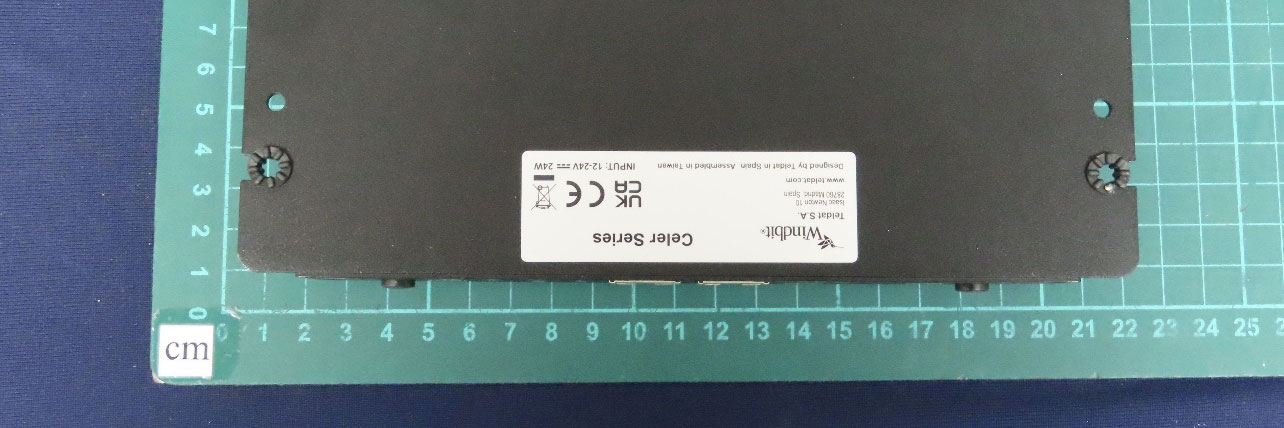 Windbit®
Celer Series
Teldat S.A.
Isaac Newton 10
28760 Madrid, Spain
www.teldat.com
Designed by Teldat in Spain. Assembled in Taiwan
UK
CA
CE
INPUT: 12-24V ⎓ 24W
7
6
5
4
3
2
1
0
cm
0 1 2 3 4 5 6 7 8 9 10 11 12 13 14 15 16 17 18 19 20 21 22 23 24 25